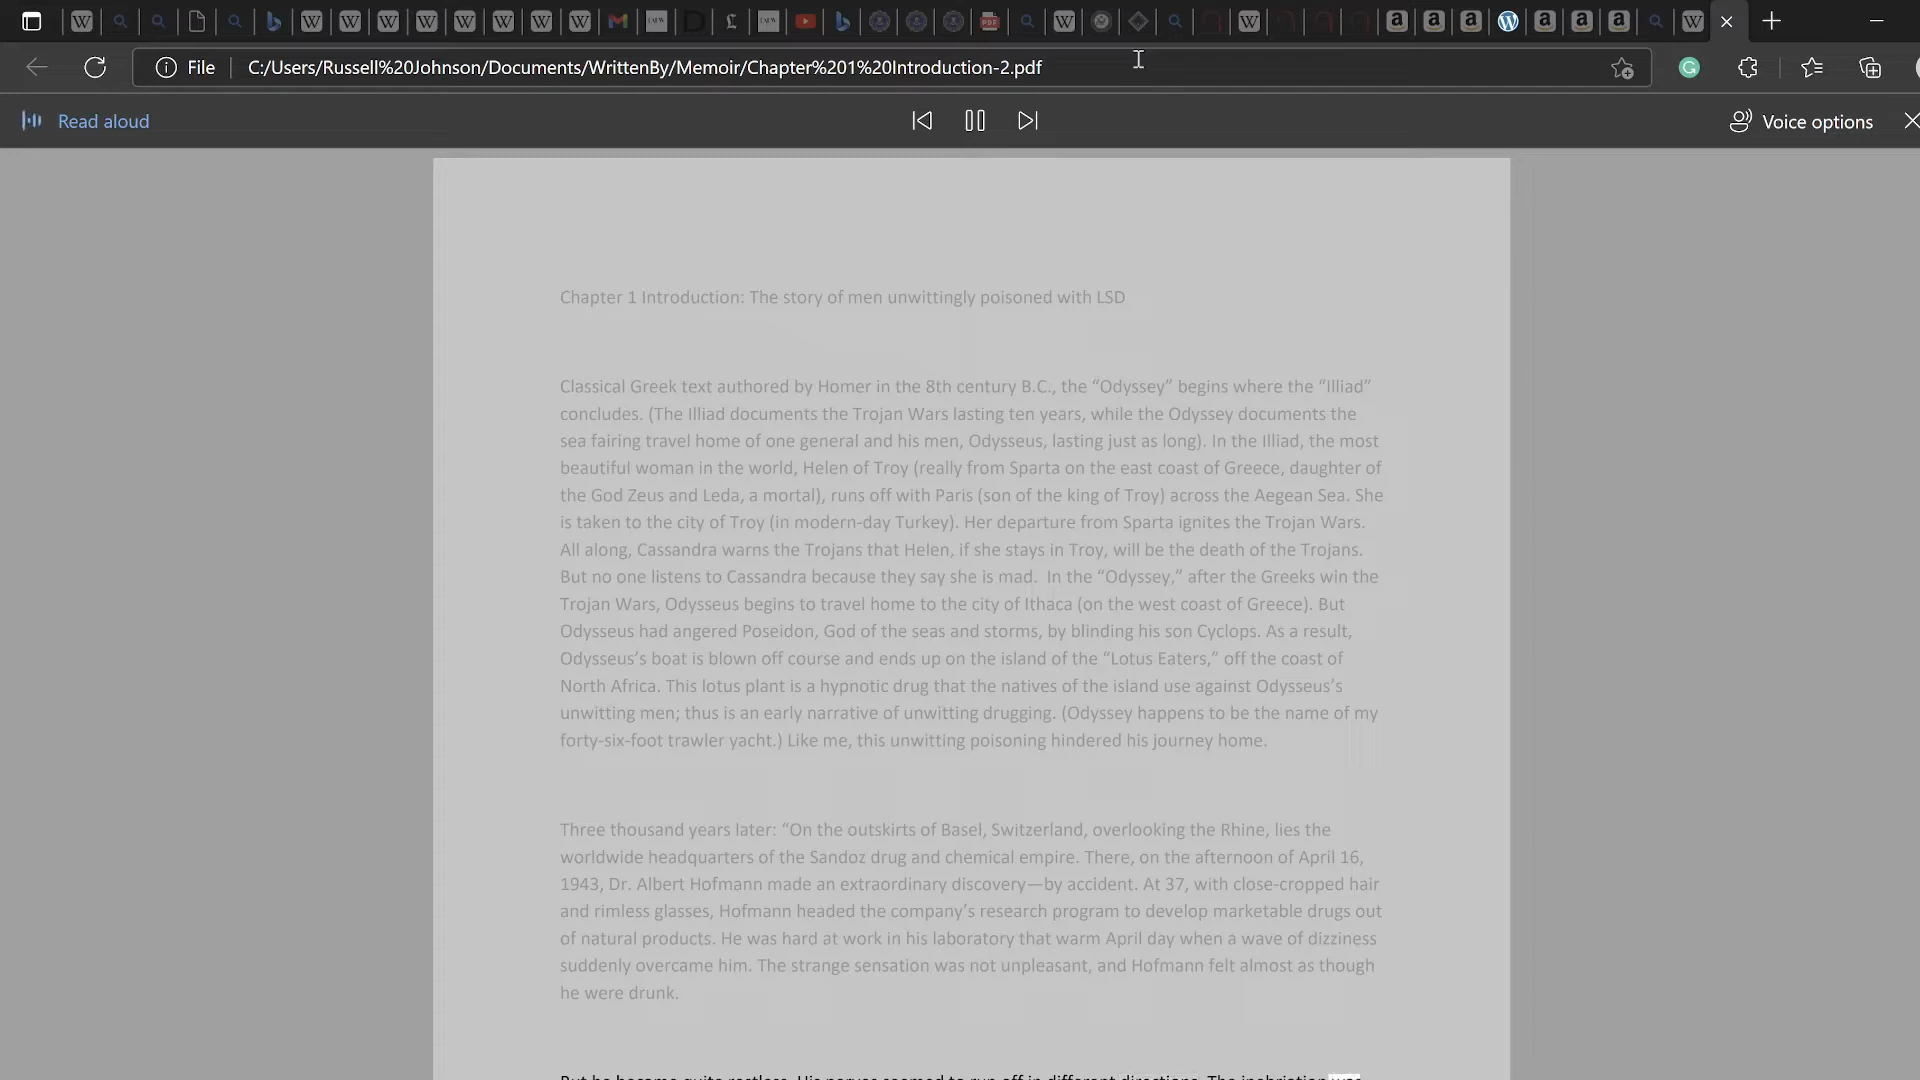 File
C:/Users/Russell%20Johnson/Documents/WrittenBy/Memoir/Chapter%201%20Introduction-2.pdf
Read aloud
Voice options
Chapter 1 Introduction: The story of men unwittingly poisoned with LSD
Classical Greek text authored by Homer in the 8th century B.C., the “Odyssey” begins where the “Illiad”
concludes. (The Illiad documents the Trojan Wars lasting ten years, while the Odyssey documents the
sea fairing travel home of one general and his men, Odysseus, lasting just as long). In the Illiad, the most
beautiful woman in the world, Helen of Troy (really from Sparta on the east coast of Greece, daughter of
the God Zeus and Leda, a mortal), runs off with Paris (son of the king of Troy) across the Aegean Sea. She
is taken to the city of Troy (in modern-day Turkey). Her departure from Sparta ignites the Trojan Wars.
All along, Cassandra warns the Trojans that Helen, if she stays in Troy, will be the death of the Trojans.
But no one listens to Cassandra because they say she is mad.  In the “Odyssey,” after the Greeks win the
Trojan Wars, Odysseus begins to travel home to the city of Ithaca (on the west coast of Greece). But
Odysseus had angered Poseidon, God of the seas and storms, by blinding his son Cyclops. As a result,
Odysseus’s boat is blown off course and ends up on the island of the “Lotus Eaters,” off the coast of
North Africa. This lotus plant is a hypnotic drug that the natives of the island use against Odysseus’s
unwitting men; thus is an early narrative of unwitting drugging. (Odyssey happens to be the name of my
forty-six-foot trawler yacht.) Like me, this unwitting poisoning hindered his journey home.
Three thousand years later: “On the outskirts of Basel, Switzerland, overlooking the Rhine, lies the
worldwide headquarters of the Sandoz drug and chemical empire. There, on the afternoon of April 16,
1943, Dr. Albert Hofmann made an extraordinary discovery—by accident. At 37, with close-cropped hair
and rimless glasses, Hofmann headed the company’s research program to develop marketable drugs out
of natural products. He was hard at work in his laboratory that warm April day when a wave of dizziness
suddenly overcame him. The strange sensation was not unpleasant, and Hofmann felt almost as though
he were drunk.
But he became quite restless. His nerves seemed to run off in different directions. The inebriation was